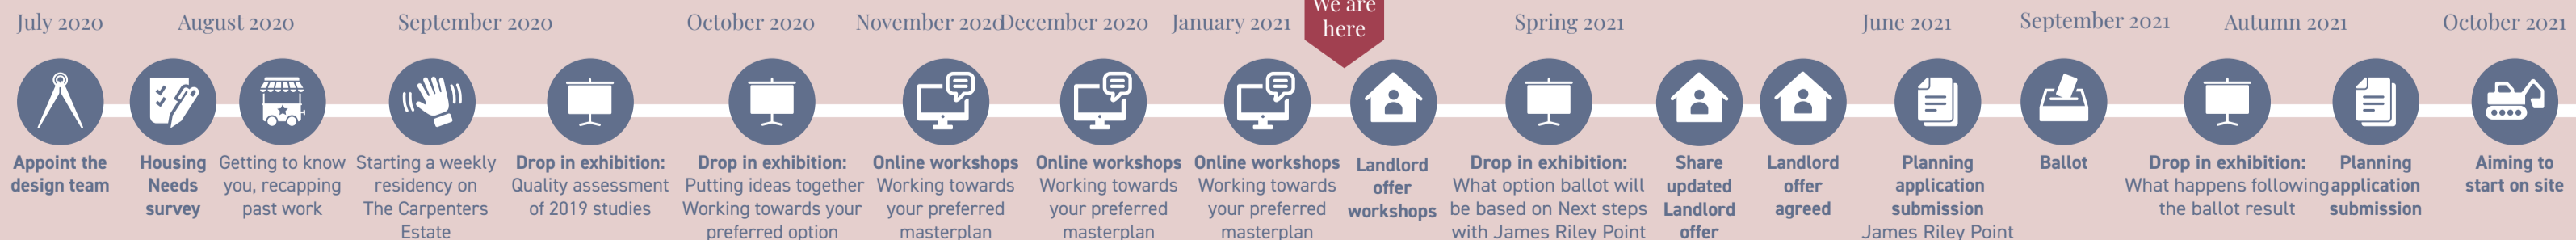 July 2020
August 2020
September 2020
October 2020
November 2020
December 2020
January 2021
We are
here
Spring 2021
June 2021
September 2021
Autumn 2021
October 2021
Appoint the
design team
Housing
Needs
survey
Getting to know
you, recapping
past work
Starting a weekly
residency on
The Carpenters
Estate
Drop in exhibition:
Quality assessment
of 2019 studies
Drop in exhibition:
Putting ideas together
Working towards your
preferred option
Online workshops
Working towards
your preferred
masterplan
Online workshops
Working towards
your preferred
masterplan
Online workshops
Working towards
your preferred
masterplan
Landlord
offer
workshops
Drop in exhibition:
What option ballot will
be based on Next steps
with James Riley Point
Share
updated
Landlord
offer
Landlord
offer
agreed
Planning
application
submission
James Riley Point
Ballot
Drop in exhibition:
What happens following
the ballot result
Planning
application
submission
Aiming to
start on site